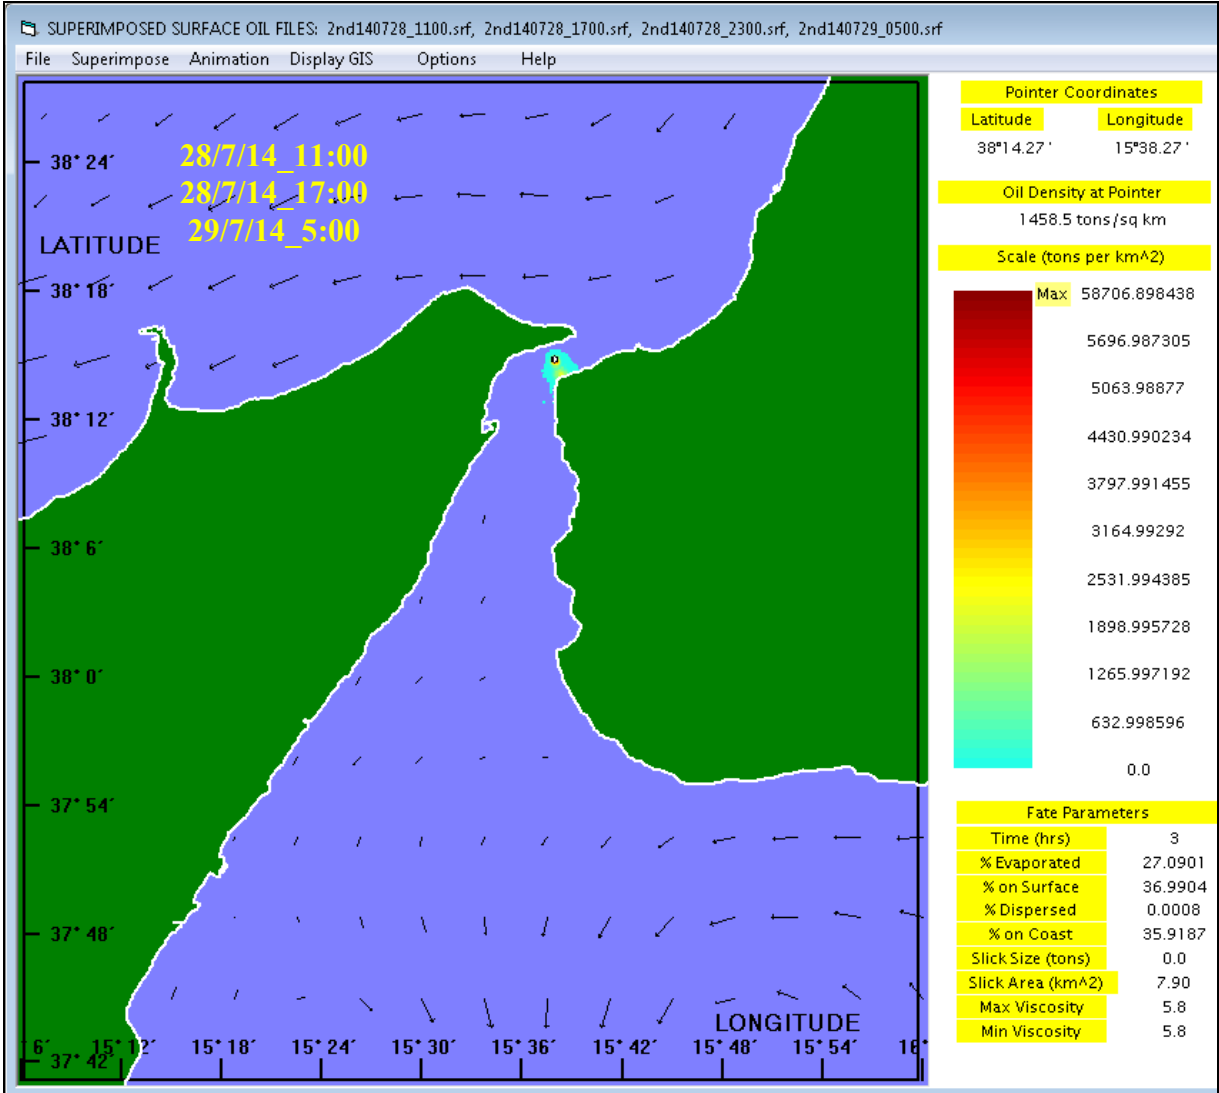 SUPERIMPOSED SURFACE OIL FILES: 2nd140728_1100.srf, 2nd140728_1700.srf, 2nd140728_2300.srf, 2nd140729_0500.srf
File Superimpose Animation Display GIS Options Help
28/7/14_11:00
28/7/14_17:00
29/7/14_5:00
38° 24´
LATITUDE
38° 18´
38° 12´
38° 6´
38° 0´
37° 54´
37° 48´
37° 42´
LONGITUDE
6´ 15° 12´ 15° 18´ 15° 24´ 15° 30´ 15° 36´ 15° 42´ 15° 48´ 15° 54´ 16°
Pointer Coordinates
Latitude Longitude
38°14.27 ' 15°38.27 '
Oil Density at Pointer
1458.5 tons/sq km
Scale (tons per km^2)
Max 58706.898438
5696.987305
5063.98877
4430.990234
3797.991455
3164.99292
2531.994385
1898.995728
1265.997192
632.998596
0.0
Fate Parameters
Time (hrs) 3
% Evaporated 27.0901
% on Surface 36.9904
% Dispersed 0.0008
% on Coast 35.9187
Slick Size (tons) 0.0
Slick Area (km^2) 7.90
Max Viscosity 5.8
Min Viscosity 5.8